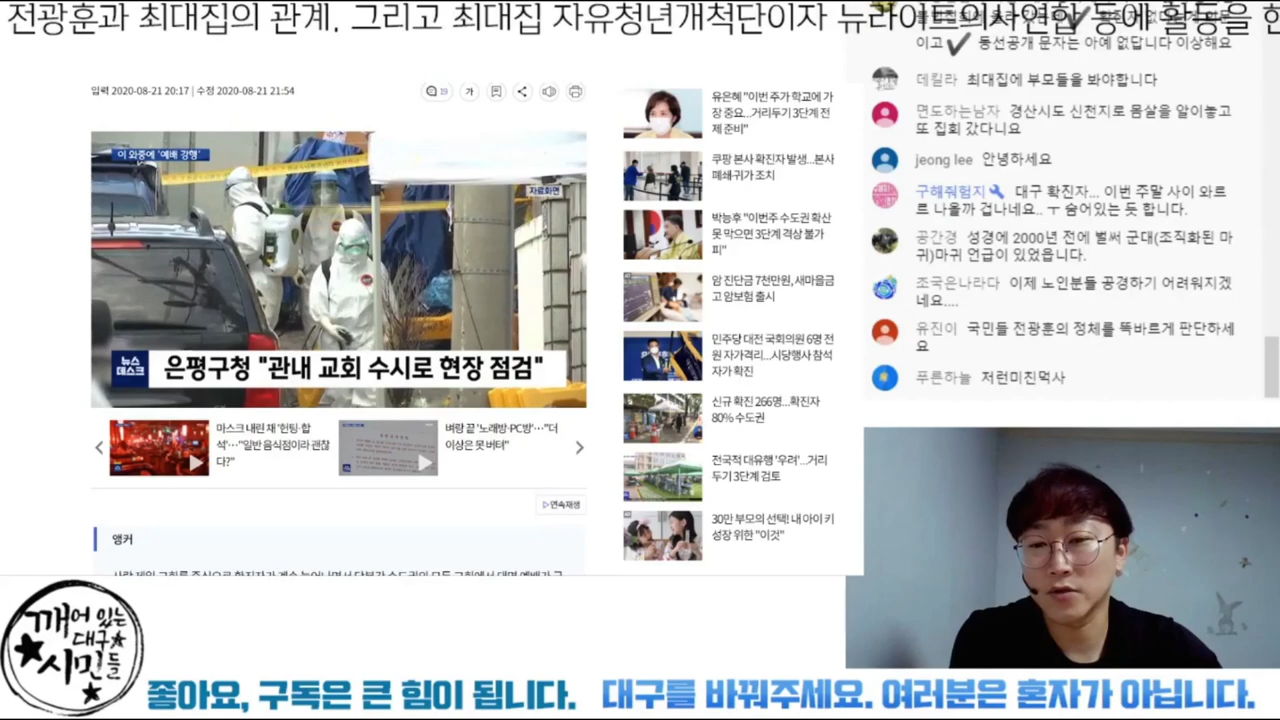 전광훈과 최대집의 관계. 그리고 최대집 자유청년개척단이자 뉴라이트의사연합 등에 활동을 한
입력 2020-08-21 20:17 | 수정 2020-08-21 21:54
19
가
이 와중에 '예배 강행'
자료화면
뉴스
데스크
은평구청 "관내 교회 수시로 현장 점검"
마스크 내린 채 '헌팅·합
석'…"일반 음식점이라 괜찮
다?"
벼랑 끝 '노래방·PC방'…"더
이상은 못 버텨"
▷연속재생
앵커
유은혜 "이번 주가 학교에 가
장 중요…거리두기 3단계 전
제 준비"
쿠팡 본사 확진자 발생…본사
폐쇄·귀가 조치
박능후 "이번주 수도권 확산
못 막으면 3단계 격상 불가
피"
암 진단금 7천만원, 새마을금
고 암보험 출시
민주당 대전 국회의원 6명 전
원 자가격리…시당행사 참석
자가 확진
신규 확진 266명…확진자
80% 수도권
전국적 대유행 '우려'…거리
두기 3단계 검토
30만 부모의 선택! 내 아이 키
성장 위한 "이것"
이고✔ 동선공개 문자는 아예 없답니다 이상해요
데킬라 최대집에 부모들을 봐야합니다
면도하는남자 경산시도 신천지로 몸살을 알이놓고
또 집회 갔다니요
jeong lee 안녕하세요
구해줘험지 대구 확진자... 이번 주말 사이 와르
르 나올까 겁나네요.. ㅜ 숨어있는 듯 합니다.
공간경 성경에 2000년 전에 벌써 군대(조직화된 마
귀)마귀 언급이 있었읍니다.
조국은나라다 이제 노인분들 공경하기 어려워지겠
네요....
유진이 국민들 전광훈의 정체를 똑바르게 판단하세
요
푸른하늘 저런미친먹사
깨어 있는
대구
시민들
좋아요, 구독은 큰 힘이 됩니다. 대구를 바꿔주세요. 여러분은 혼자가 아닙니다.